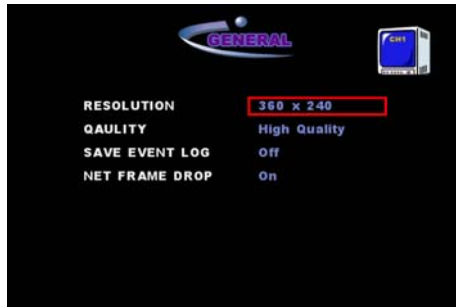 GENERAL
CH1
RESOLUTION 360 x 240
QAULITY High Quality
SAVE EVENT LOG Off
NET FRAME DROP On